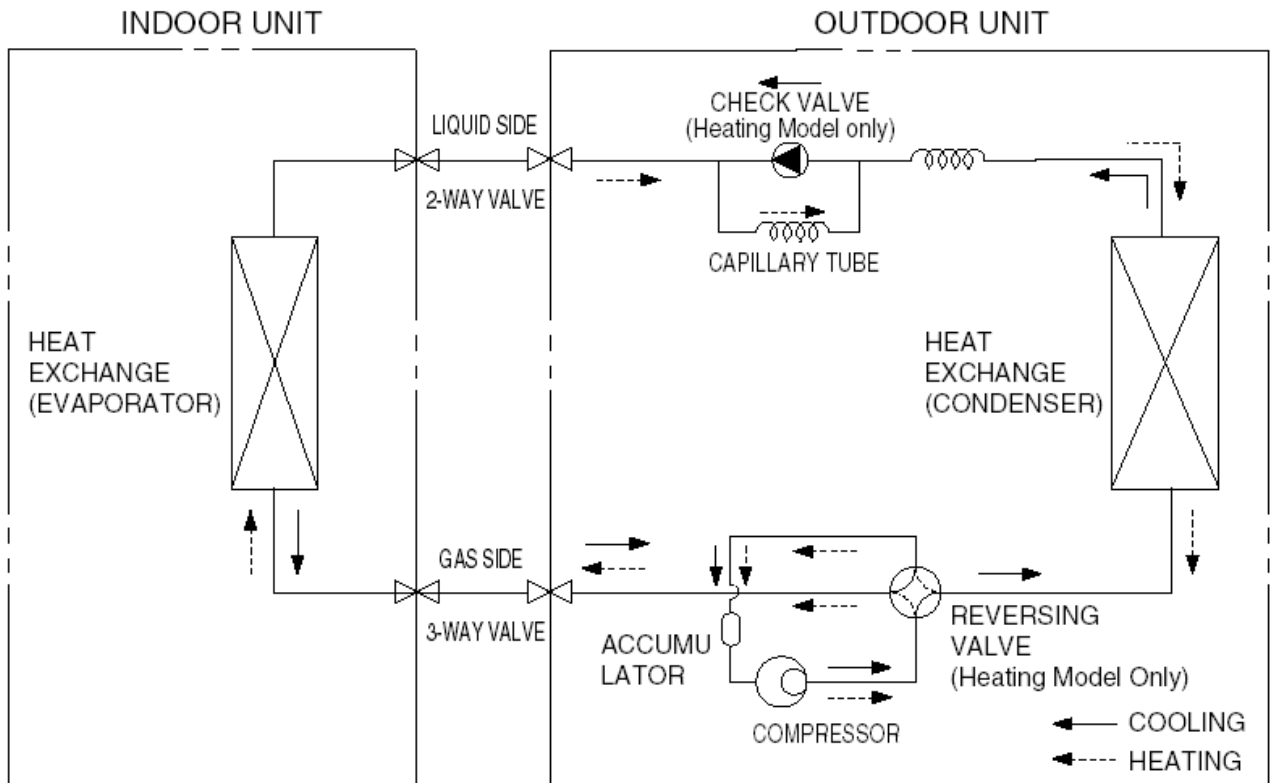 INDOOR UNIT
OUTDOOR UNIT
LIQUID SIDE
2-WAY VALVE
CHECK VALVE
(Heating Model only)
CAPILLARY TUBE
HEAT
EXCHANGE
(EVAPORATOR)
HEAT
EXCHANGE
(CONDENSER)
GAS SIDE
3-WAY VALVE
ACCUMU
LATOR
COMPRESSOR
REVERSING
VALVE
(Heating Model Only)
COOLING
HEATING